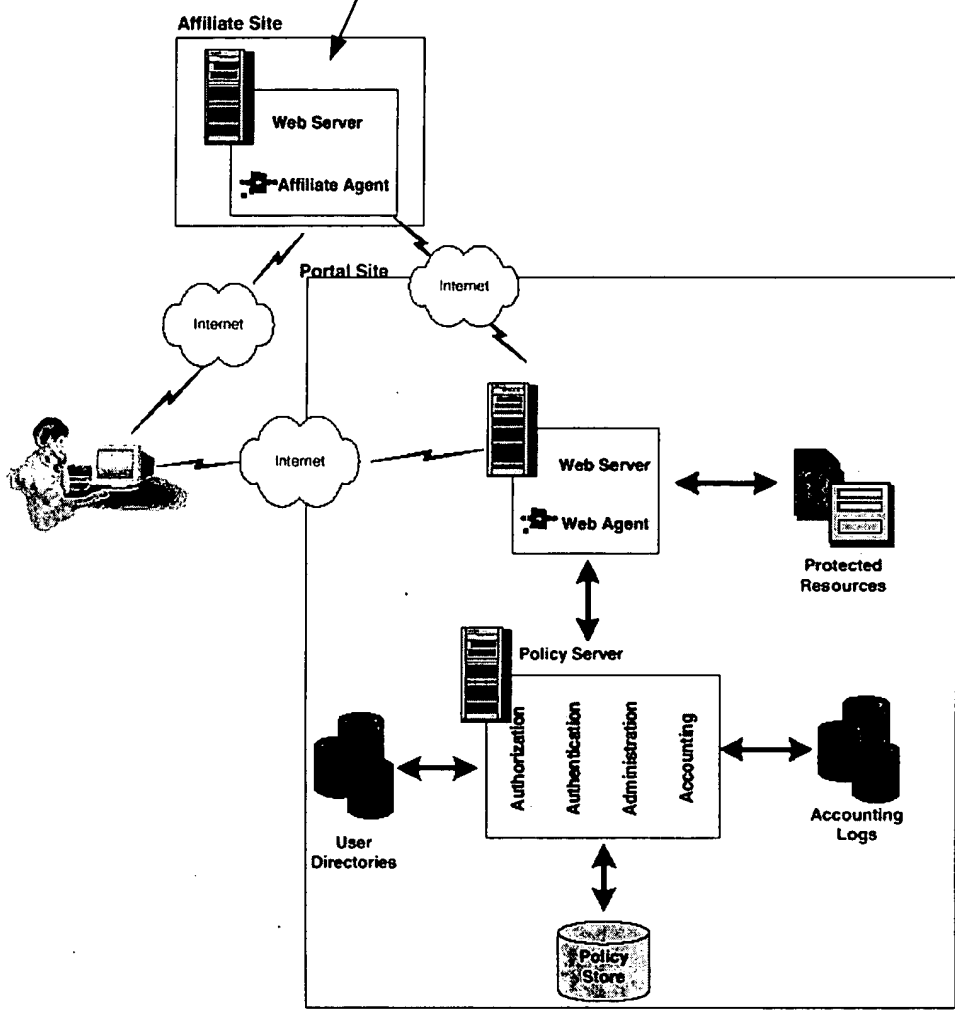 Affiliate Site
Web Server
Affiliate Agent
Portal Site
Internet
Internet
Internet
Web Server
Web Agent
Protected
Resources
Policy Server
Authorization
Authentication
Administration
Accounting
User
Directories
Accounting
Logs
Policy
Store